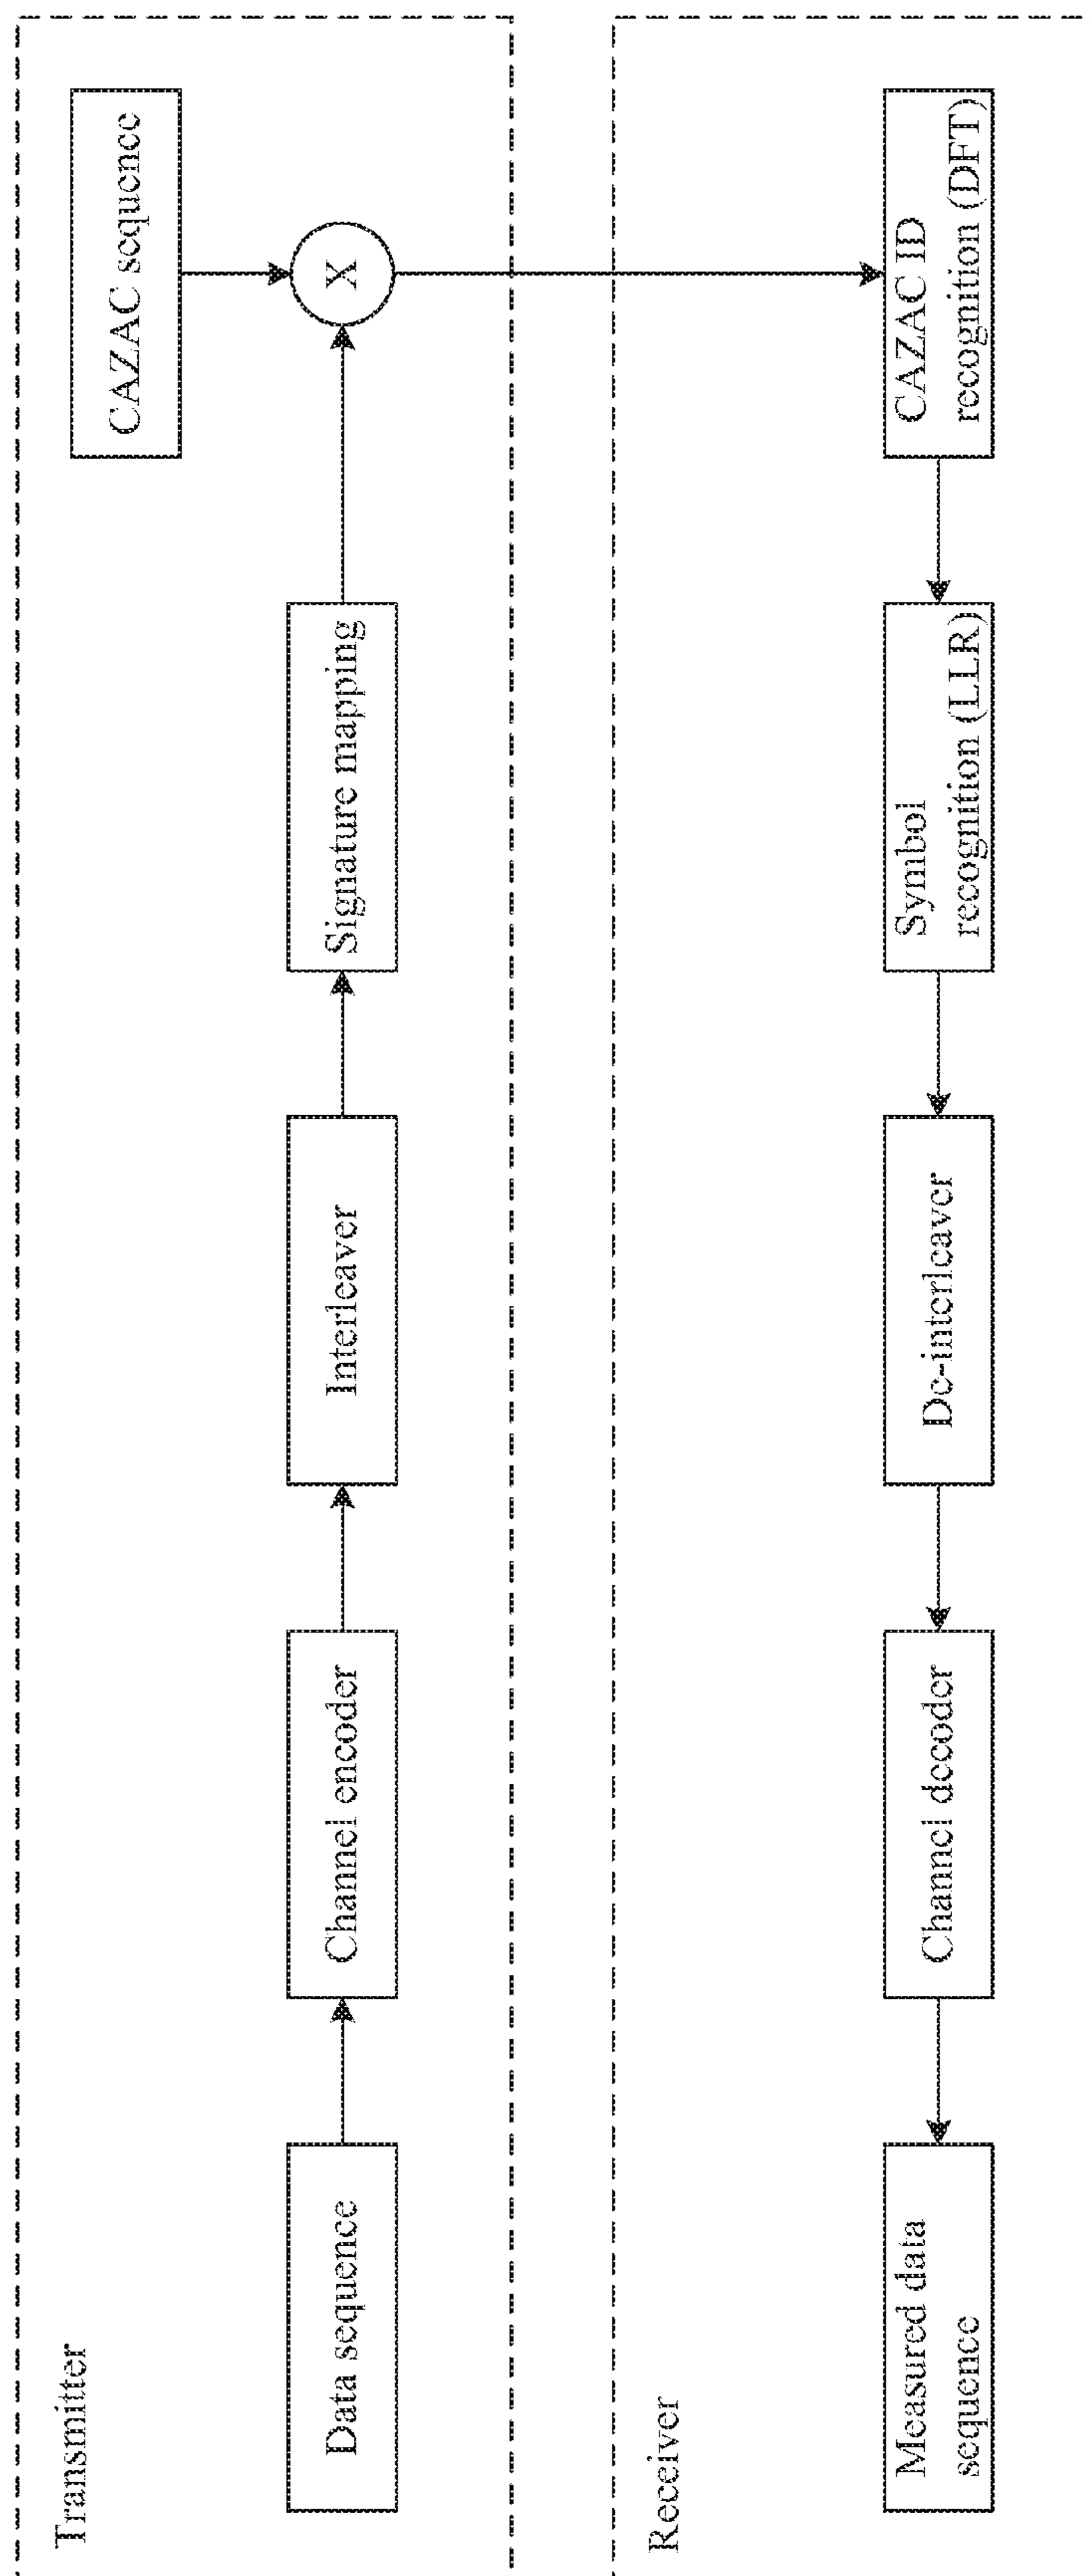 Transmitter
CAZAC sequence
Data sequence
Channel encoder
Interleaver
Signature mapping
X
Receiver
Measured data
sequence
Channel decoder
De-interleaver
Symbol
recognition (LLR)
CAZAC ID
recognition (DFT)